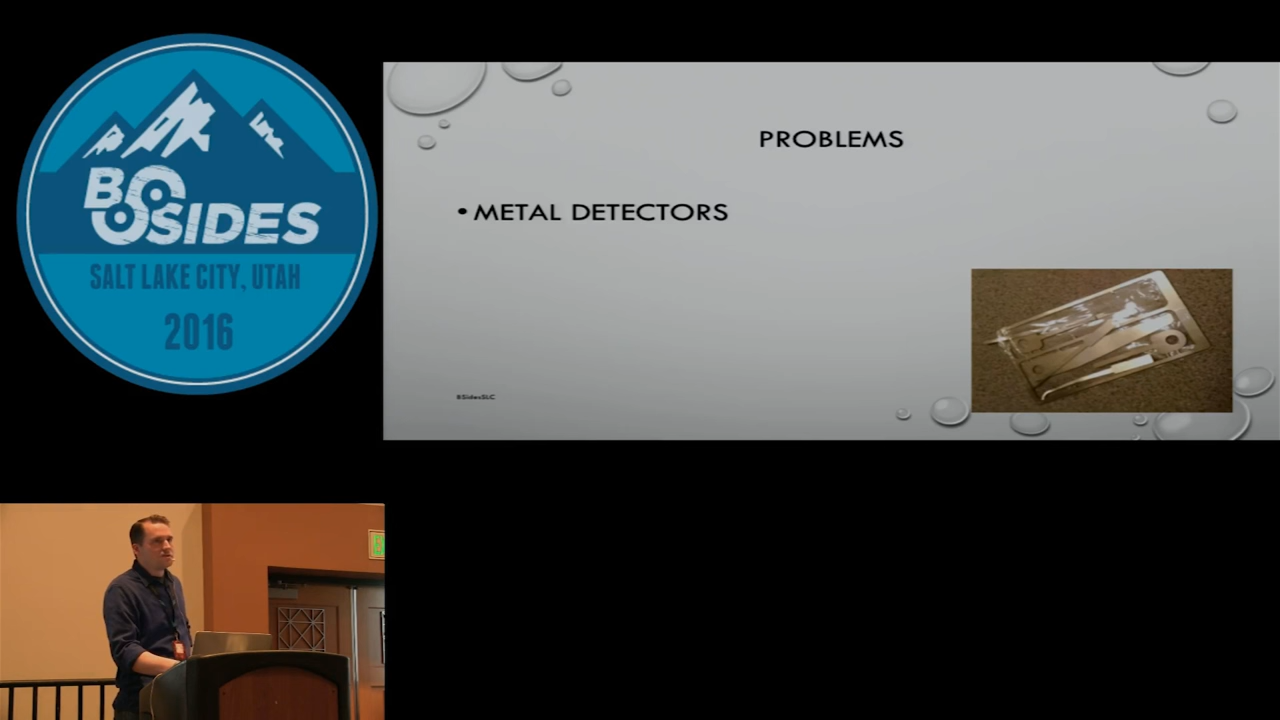 BSIDES
SALT LAKE CITY, UTAH
2016
PROBLEMS
• METAL DETECTORS
BSidesSLC